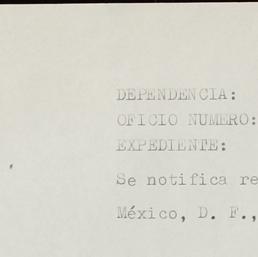 DEPENDENCIA:
OFICIO NUMERO:
EXPEDIENTE:
Se notifica re
México, D. F.,